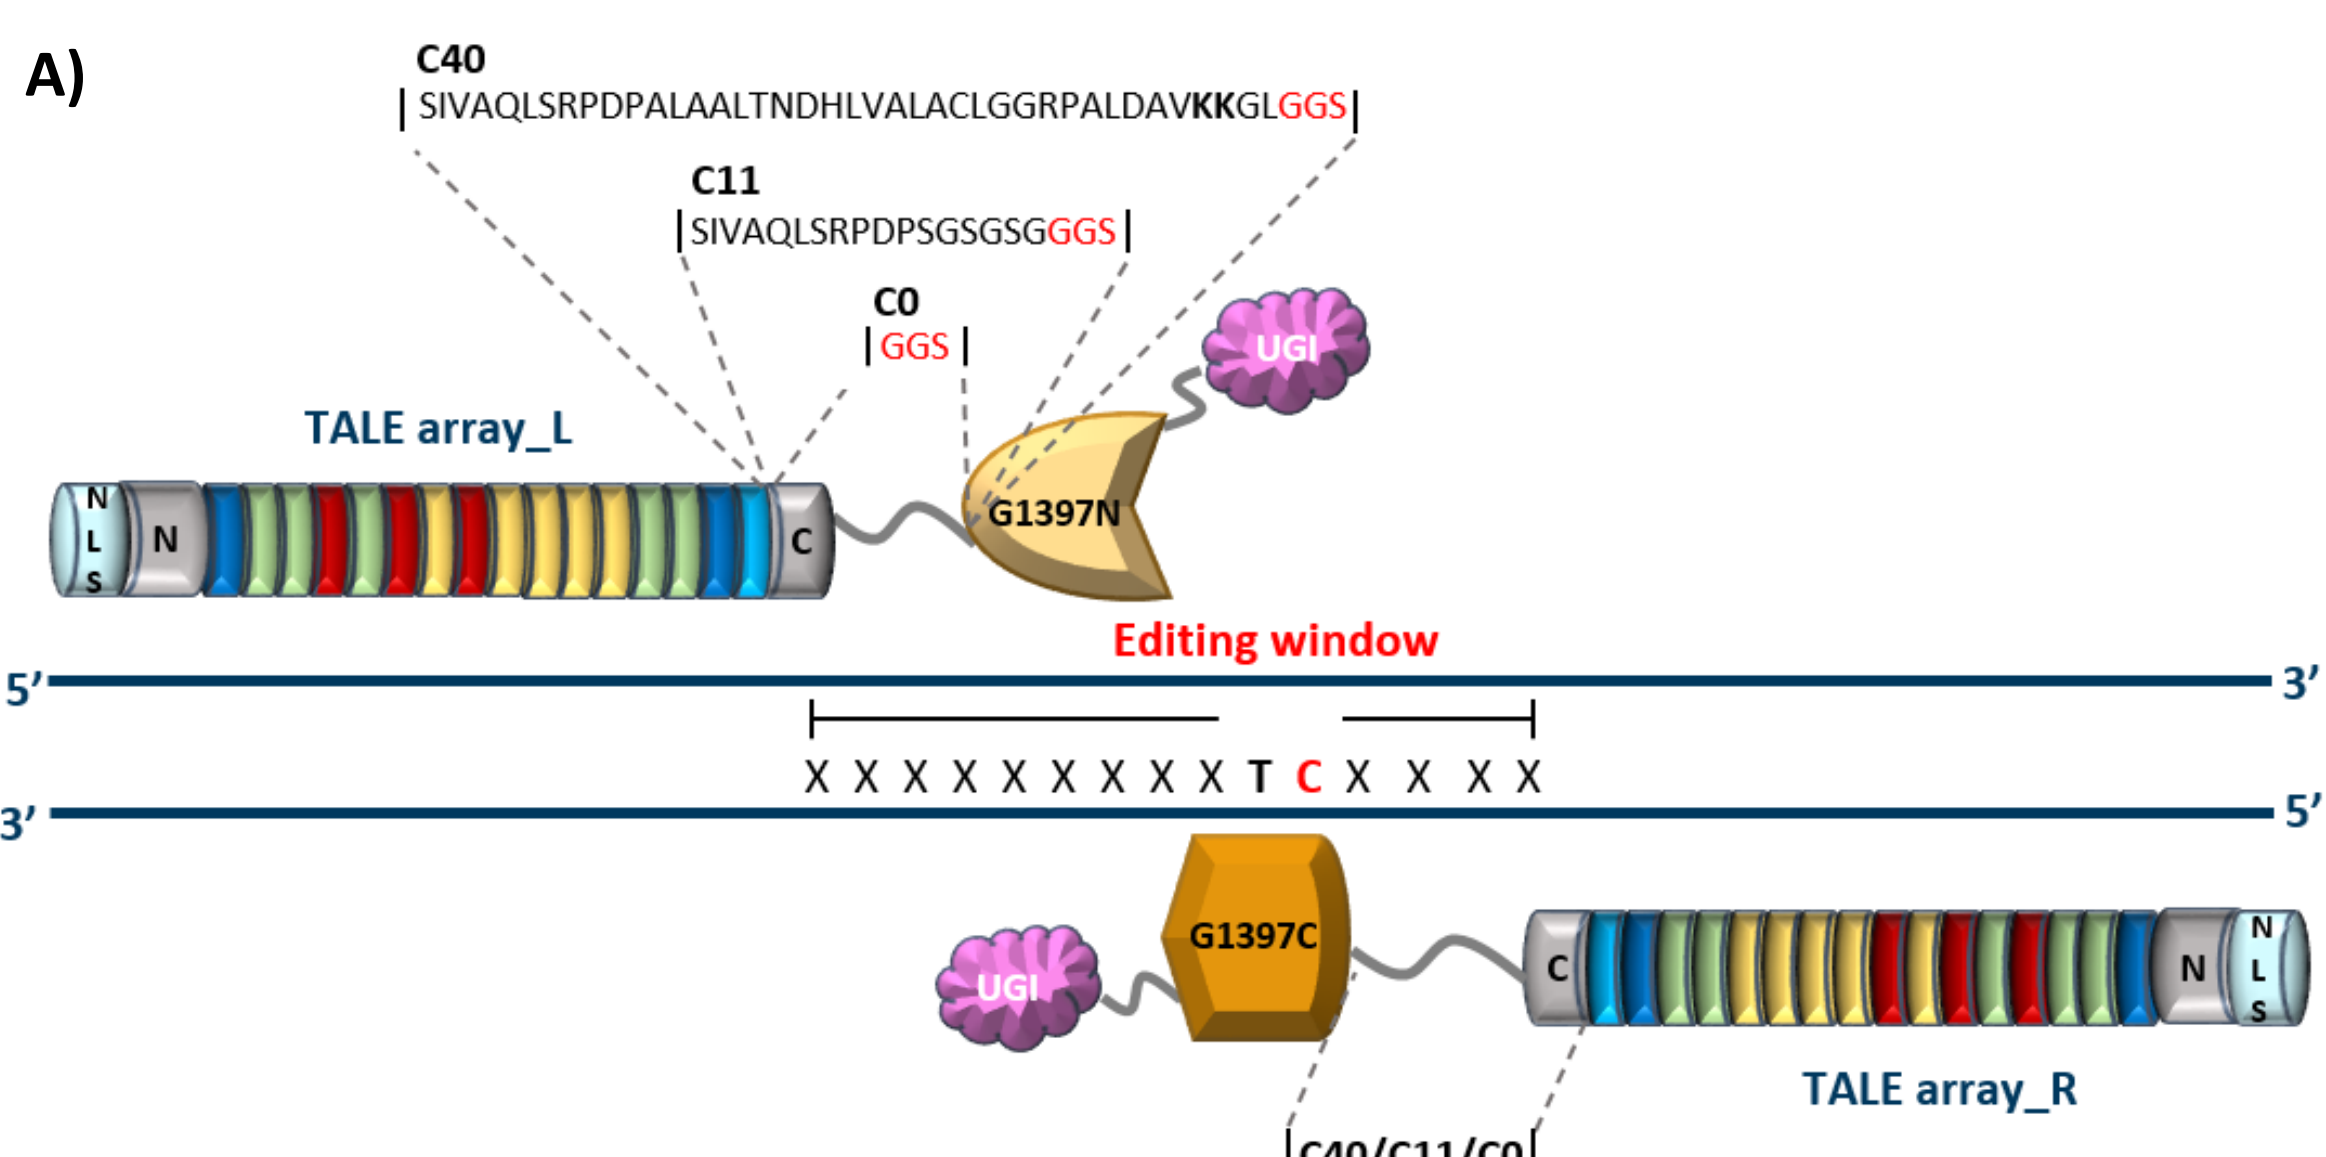 A)
C40
SIVAQLSRPDPALAALTNDHLVALACLGGRPALDAVKKGLGGS
C11
SIVAQLSRPDPSGSGSGGGS
C0
GGS
UGI
TALE array_L
N
L
S
N
C
G1397N
Editing window
5’
3’
X X X X X X X X X T C X X X X
3’
5’
G1397C
UGI
C
N
N
L
S
TALE array_R
C40/C11/C0